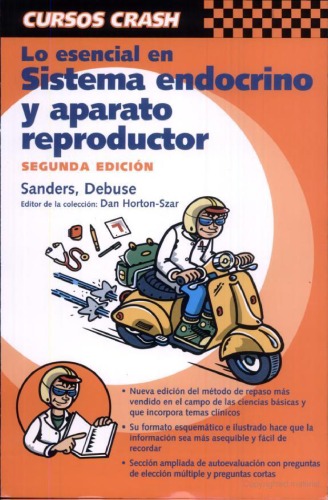 CURSOS CRASH
Lo esencial en
Sistema endocrino
y aparato
reproductor
SEGUNDA EDICIÓN
Sanders, Debuse
Editor de la colección: Dan Horton-Szar
• Nueva edición del método de repaso más
vendido en el campo de las ciencias básicas y
que incorpora temas clínicos
• Su formato esquemático e ilustrado hace que la
información sea más asequible y fácil de
recordar
• Sección ampliada de autoevaluación con preguntas
de elección múltiple y preguntas cortas